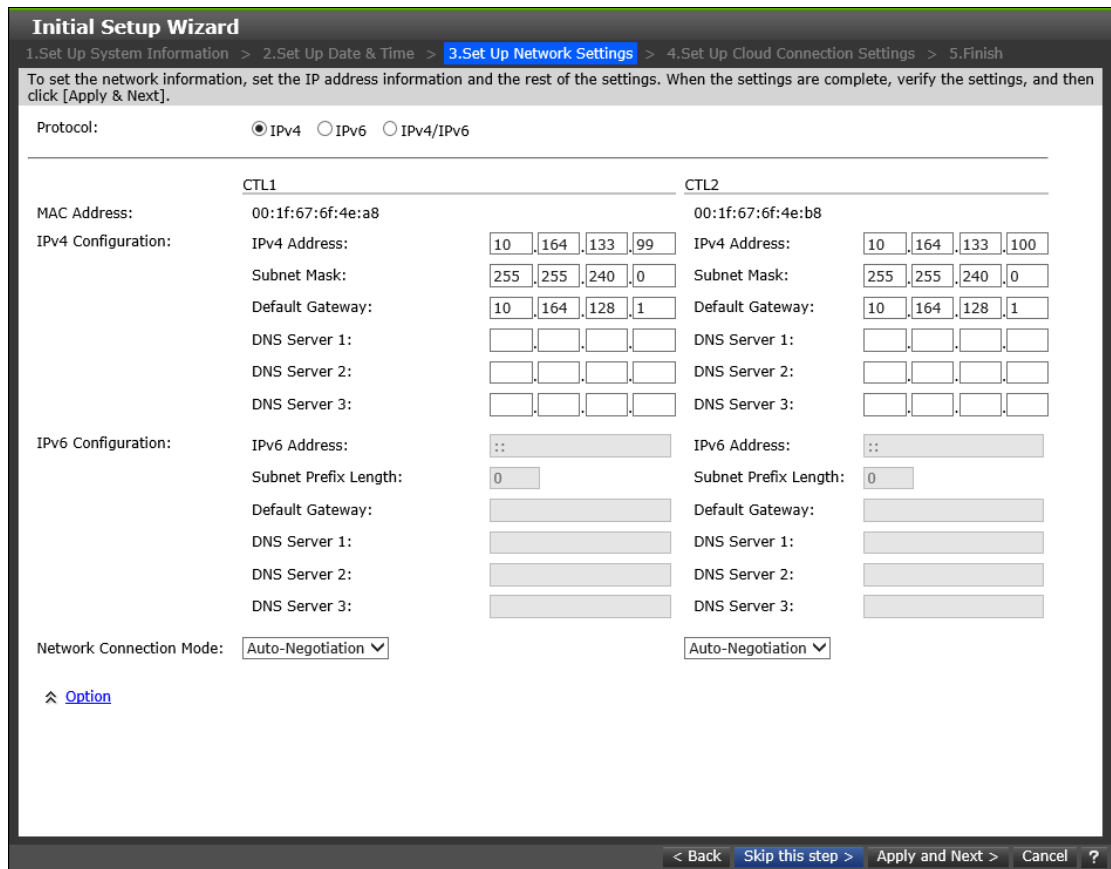 Initial Setup Wizard
1.Set Up System Information > 2.Set Up Date & Time > 3.Set Up Network Settings > 4.Set Up Cloud Connection Settings > 5.Finish
To set the network information, set the IP address information and the rest of the settings. When the settings are complete, verify the settings, and then
click [Apply & Next].
Protocol: IPv4 IPv6 IPv4/IPv6
CTL1 CTL2
MAC Address: 00:1f:67:6f:4e:a8 00:1f:67:6f:4e:b8
IPv4 Configuration: IPv4 Address: 10 .164 .133 .99 IPv4 Address: 10 .164 .133 .100
Subnet Mask: 255 .255 .240 .0 Subnet Mask: 255 .255 .240 .0
Default Gateway: 10 .164 .128 .1 Default Gateway: 10 .164 .128 .1
DNS Server 1: . . . DNS Server 1: . . .
DNS Server 2: . . . DNS Server 2: . . .
DNS Server 3: . . . DNS Server 3: . . .
IPv6 Configuration: IPv6 Address: :: IPv6 Address: ::
Subnet Prefix Length: 0 Subnet Prefix Length: 0
Default Gateway: Default Gateway:
DNS Server 1: DNS Server 1:
DNS Server 2: DNS Server 2:
DNS Server 3: DNS Server 3:
Network Connection Mode: Auto-Negotiation Auto-Negotiation
Option
< Back Skip this step > Apply and Next > Cancel ?